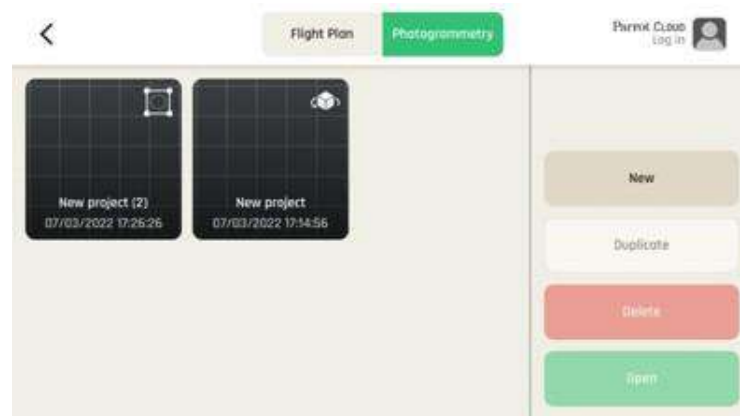 Flight Plan
Photogrammetry
Parrot Cloud
Log in
New project (2)
07/03/2022 17:26:26
New project
07/03/2022 17:14:56
New
Duplicate
Delete
Open